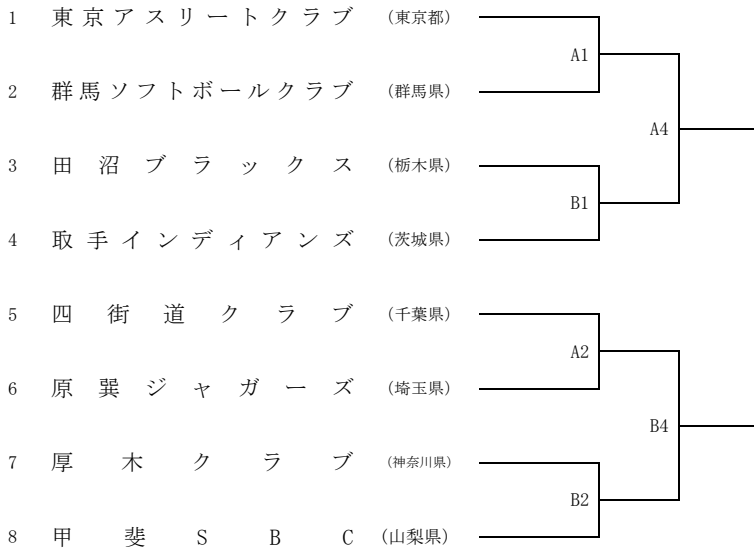 1 東京アスリートクラブ (東京都)
A1
2 群馬ソフトボールクラブ (群馬県)
A4
3 田沼ブラックス (栃木県)
B1
4 取手インディアンズ (茨城県)
5 四街道クラブ (千葉県)
A2
6 原巽ジャガーズ (埼玉県)
B4
7 厚木クラブ (神奈川県)
B2
8 甲斐SBC (山梨県)